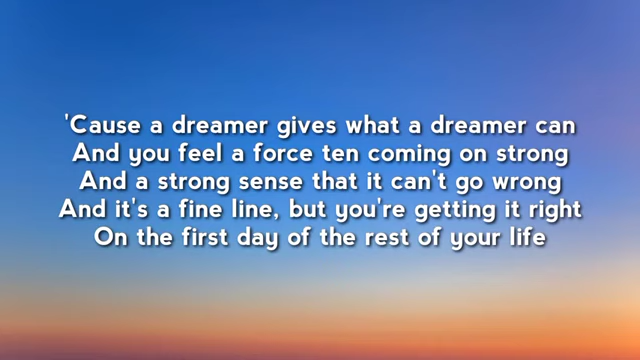 'Cause a dreamer gives what a dreamer can
And you feel a force ten coming on strong
And a strong sense that it can't go wrong
And it's a fine line, but you're getting it right
On the first day of the rest of your life